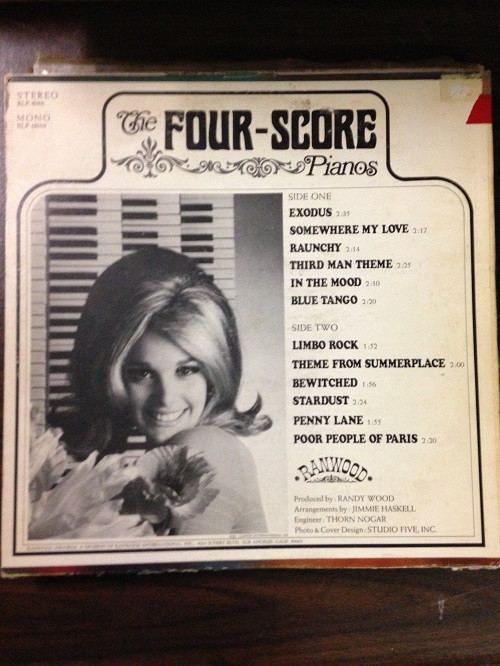 STEREO
MONO
The FOUR-SCORE
Pianos
SIDE ONE
EXODUS 2:35
SOMEWHERE MY LOVE 2:17
RAUNCHY 2:14
THIRD MAN THEME 2:25
IN THE MOOD 2:10
BLUE TANGO 2:20
SIDE TWO
LIMBO ROCK 1:52
THEME FROM SUMMERPLACE 2:00
BEWITCHED 1:56
STARDUST 2:24
PENNY LANE 1:55
POOR PEOPLE OF PARIS 2:20
RANWOOD
Produced by: RANDY WOOD
Arrangements by: JIMMIE HASKELL
Engineer: THORN NOGAR
Photo & Cover Design: STUDIO FIVE, INC.